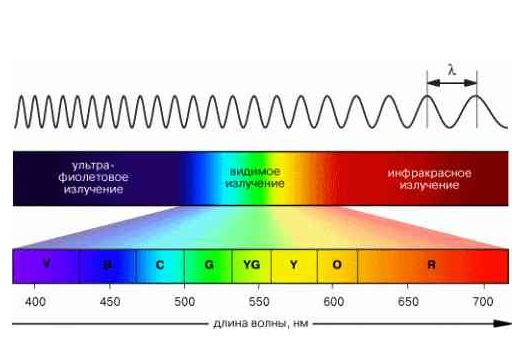 λ
ультра-
фиолетовое
излучение
видимое
излучение
инфракрасное
излучение
V B C G YG Y O R
400 450 500 550 600 650 700
длина волны, нм